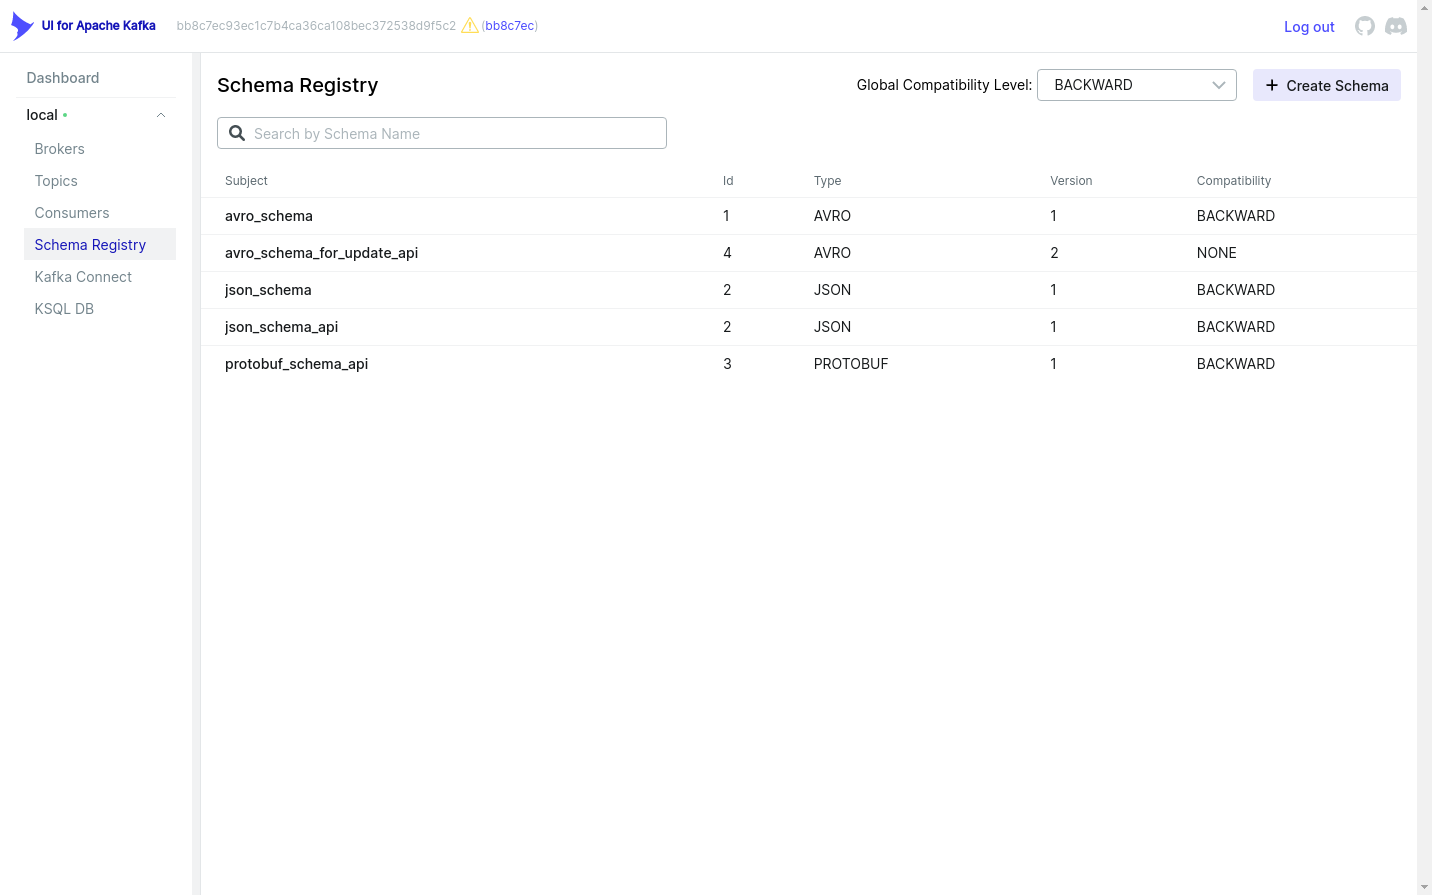 UI for Apache Kafka
bb8c7ec93ec1c7b4ca36ca108bec372538d9f5c2 (bb8c7ec)
Log out
Dashboard
local
Brokers
Topics
Consumers
Schema Registry
Kafka Connect
KSQL DB
Schema Registry
Global Compatibility Level: BACKWARD
Create Schema
Search by Schema Name
Subject Id Type Version Compatibility
avro_schema 1 AVRO 1 BACKWARD
avro_schema_for_update_api 4 AVRO 2 NONE
json_schema 2 JSON 1 BACKWARD
json_schema_api 2 JSON 1 BACKWARD
protobuf_schema_api 3 PROTOBUF 1 BACKWARD